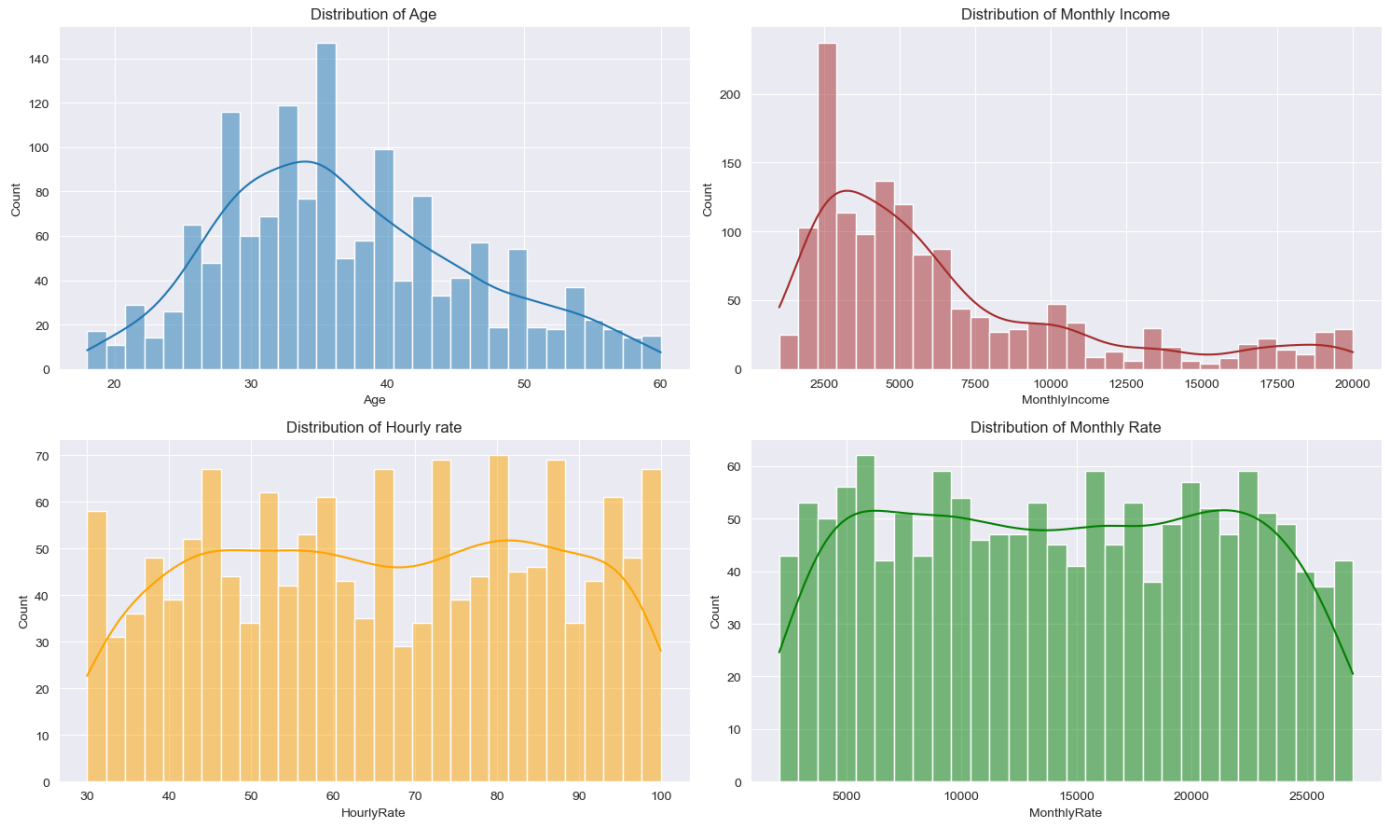 Distribution of Age
Count
140
120
100
80
60
40
20
0
20 30 40 50 60
Age
Distribution of Monthly Income
Count
200
150
100
50
0
2500 5000 7500 10000 12500 15000 17500 20000
MonthlyIncome
Distribution of Hourly rate
Count
70
60
50
40
30
20
10
0
30 40 50 60 70 80 90 100
HourlyRate
Distribution of Monthly Rate
Count
60
50
40
30
20
10
0
5000 10000 15000 20000 25000
MonthlyRate